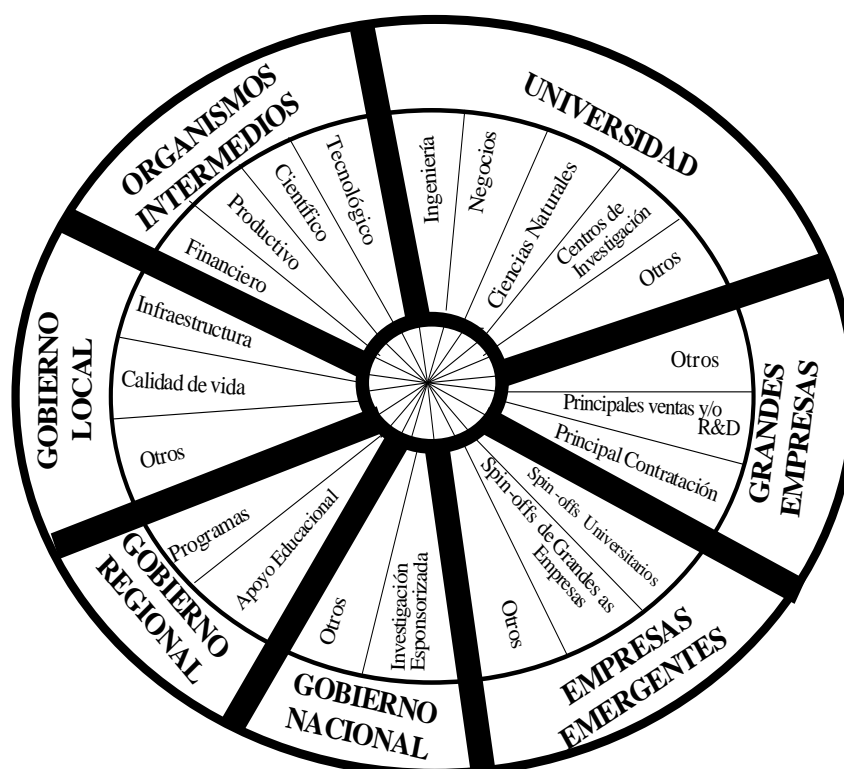 ORGANISMOS
INTERMEDIOS
Tecnológico
Científico
Productivo
Financiero
UNIVERSIDAD
Ingeniería
Negocios
Ciencias Naturales
Centros de
Investigación
Otros
GRANDES
EMPRESAS
Otros
Principales ventas y/o
R&D
Principal Contratación
EMPRESAS
EMERGENTES
Spin-offs Universitarios
Spin-offs de Grandes as
Empresas
Otros
GOBIERNO
NACIONAL
Investigación
Esponsorizada
Otros
GOBIERNO
REGIONAL
Apoyo Educacional
Programas
GOBIERNO
LOCAL
Infraestructura
Calidad de vida
Otros